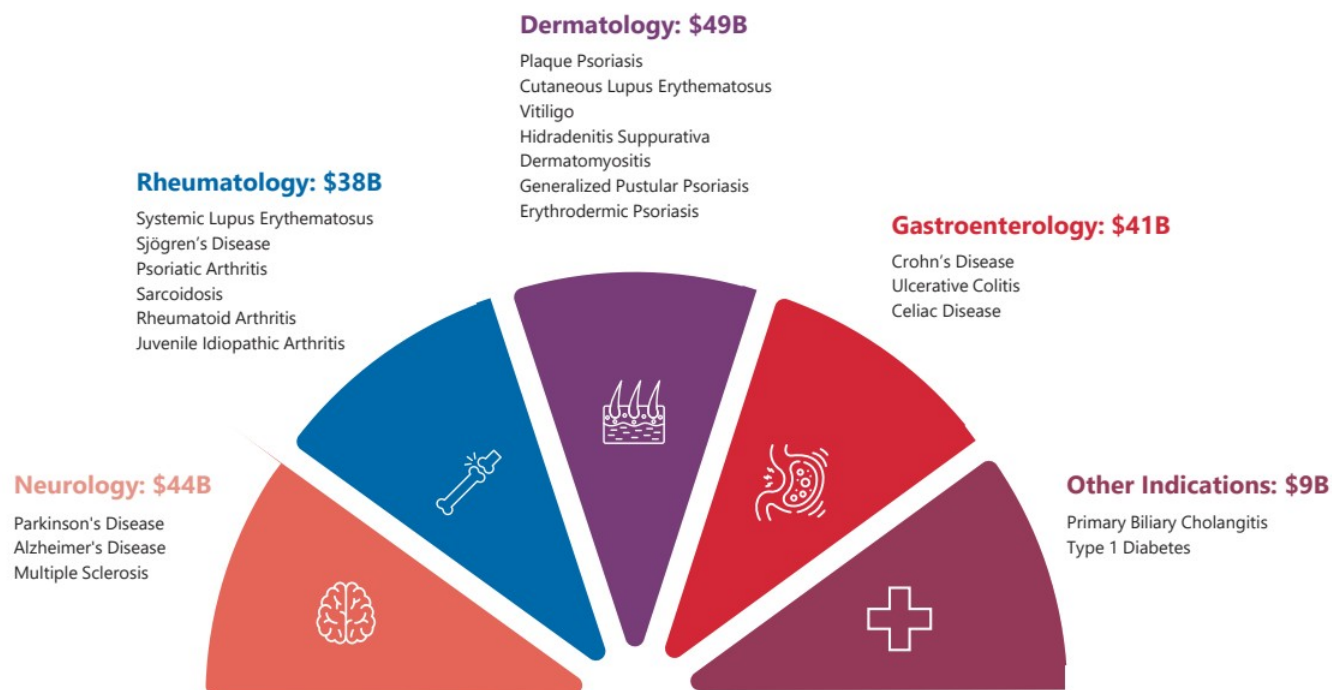 Dermatology: $49B
Plaque Psoriasis
Cutaneous Lupus Erythematosus
Vitiligo
Hidradenitis Suppurativa
Dermatomyositis
Generalized Pustular Psoriasis
Erythrodermic Psoriasis
Rheumatology: $38B
Systemic Lupus Erythematosus
Sjögren’s Disease
Psoriatic Arthritis
Sarcoidosis
Rheumatoid Arthritis
Juvenile Idiopathic Arthritis
Gastroenterology: $41B
Crohn’s Disease
Ulcerative Colitis
Celiac Disease
Neurology: $44B
Parkinson's Disease
Alzheimer's Disease
Multiple Sclerosis
Other Indications: $9B
Primary Biliary Cholangitis
Type 1 Diabetes